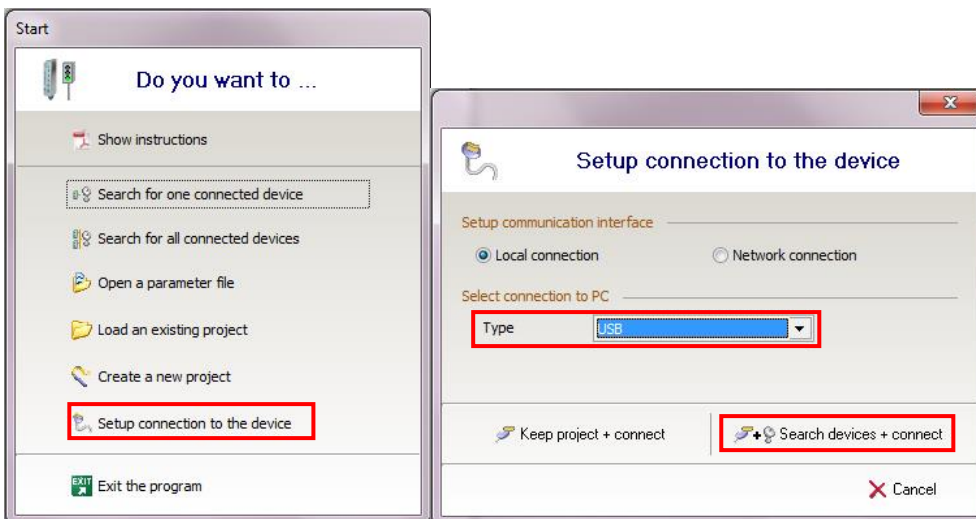 Start
Do you want to ...
Show instructions
Search for one connected device
Search for all connected devices
Open a parameter file
Load an existing project
Create a new project
Setup connection to the device
EXIT
Exit the program
Setup connection to the device
Setup communication interface
Local connection
Network connection
Select connection to PC
Type
USB
Keep project + connect
Search devices + connect
Cancel